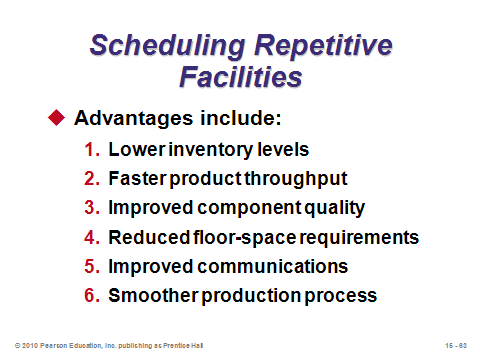 Scheduling Repetitive
Facilities
Advantages include:
1. Lower inventory levels
2. Faster product throughput
3. Improved component quality
4. Reduced floor-space requirements
5. Improved communications
6. Smoother production process
© 2010 Pearson Education, Inc. publishing as Prentice Hall
15 - 63